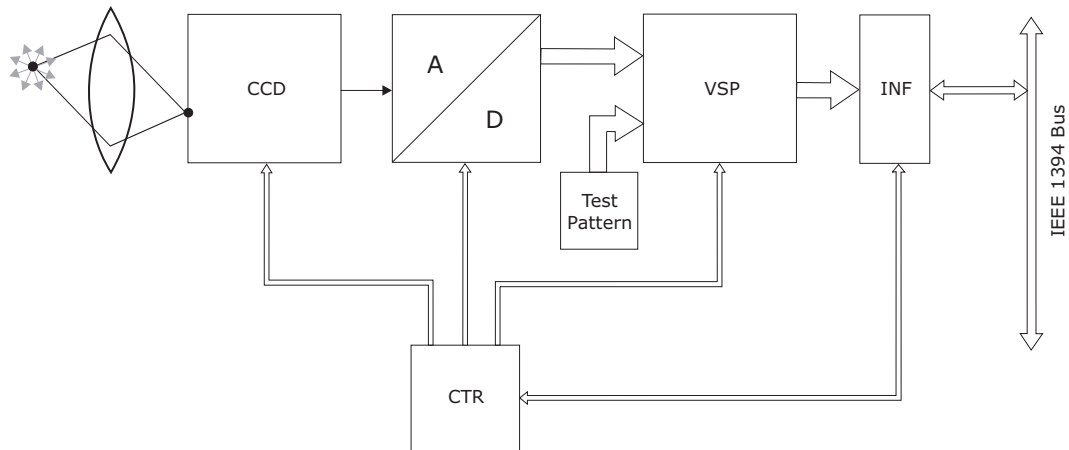 CCD
A
D
VSP
INF
Test
Pattern
IEEE 1394 Bus
CTR